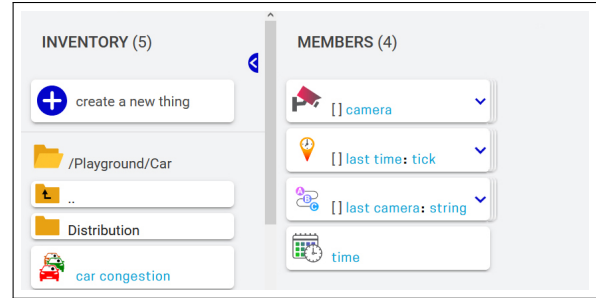 INVENTORY (5)
create a new thing
/Playground/Car
..
Distribution
car congestion
MEMBERS (4)
[] camera
[] last time: tick
A
B
C
[] last camera: string
time